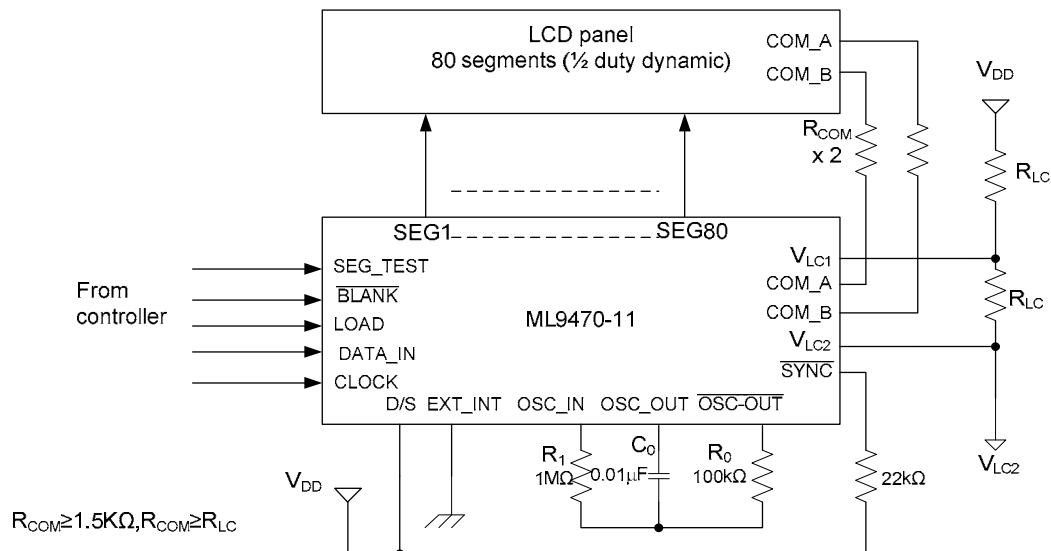 LCD panel
80 segments (½ duty dynamic)
COM_A
COM_B
VDD
RCOM
x 2
RLC
SEG1
SEG80
From
controller
SEG_TEST
BLANK
LOAD
DATA_IN
CLOCK
ML9470-11
VLC1
COM_A
COM_B
VLC2
SYNC
RLC
D/S
EXT_INT
OSC_IN
OSC_OUT
OSC-OUT
R1
1MΩ
C0
0.01μF
R0
100kΩ
22kΩ
VLC2
VDD
RCOM≥1.5KΩ,RCOM≥RLC